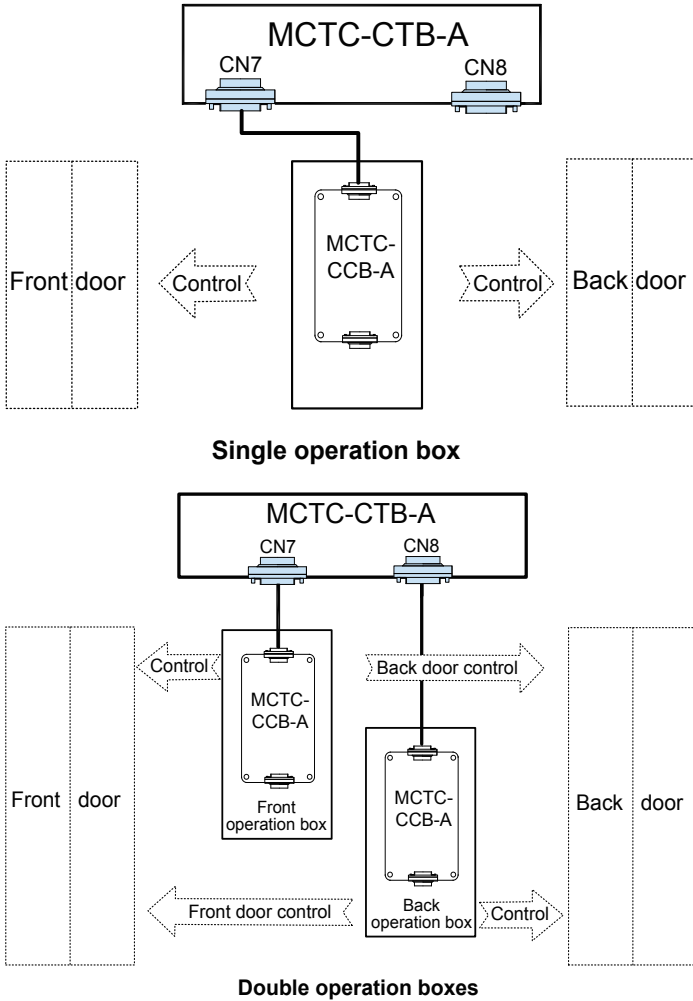 MCTC-CTB-A
CN7
CN8
MCTC-
CCB-A
Front door
Control
Control
Back door
Single operation box
MCTC-CTB-A
CN7
CN8
Control
Back door control
MCTC-
CCB-A
Front
operation box
MCTC-
CCB-A
Front door
Back door
Front door control
Back
operation box
Control
Double operation boxes